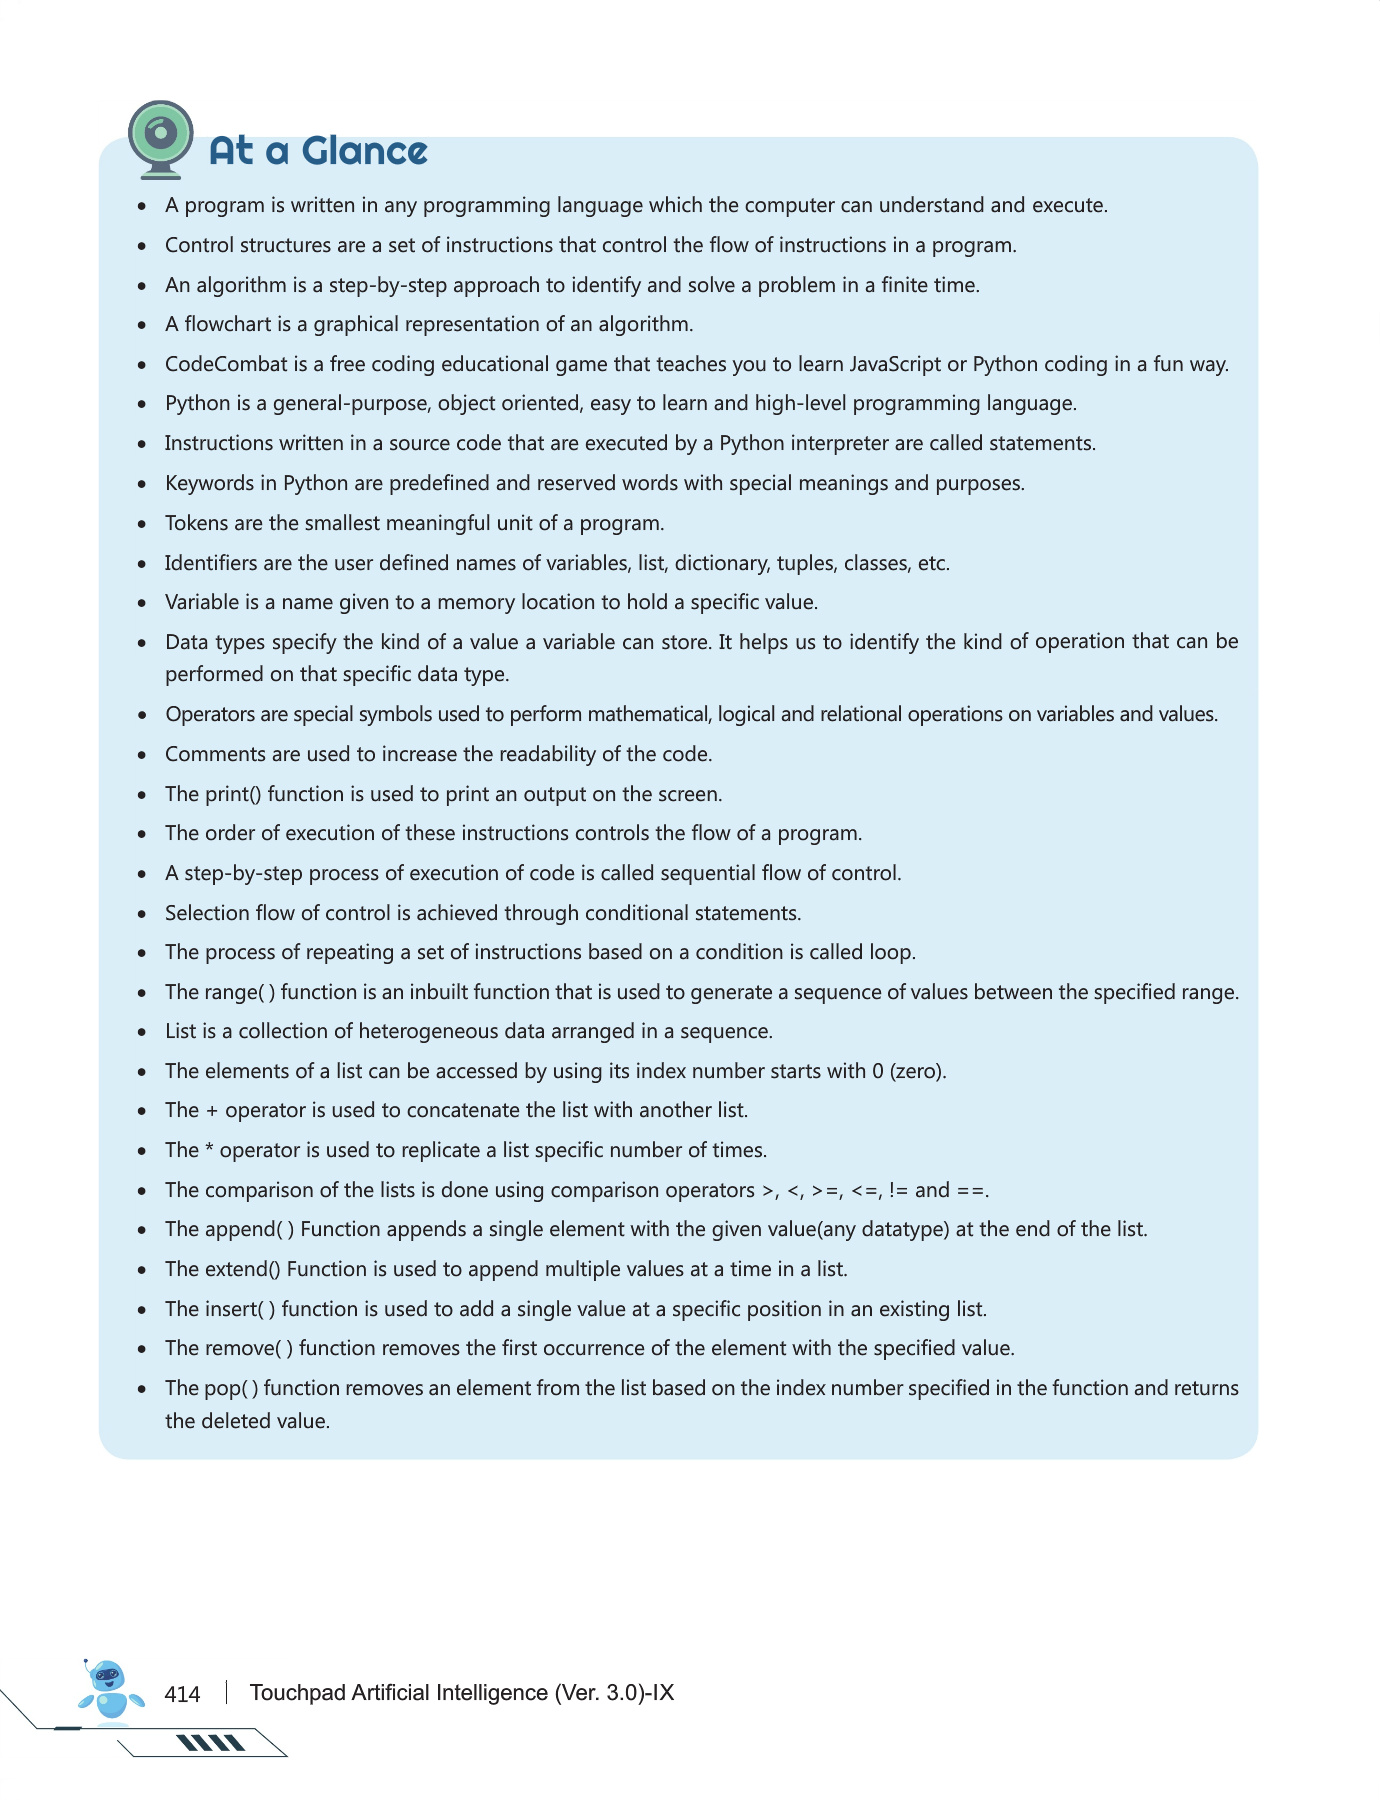 At a Glance
• A program is written in any programming language which the computer can understand and execute.
• Control structures are a set of instructions that control the flow of instructions in a program.
• An algorithm is a step-by-step approach to identify and solve a problem in a finite time.
• A flowchart is a graphical representation of an algorithm.
• CodeCombat is a free coding educational game that teaches you to learn JavaScript or Python coding in a fun way.
• Python is a general-purpose, object oriented, easy to learn and high-level programming language.
• Instructions written in a source code that are executed by a Python interpreter are called statements.
• Keywords in Python are predefined and reserved words with special meanings and purposes.
• Tokens are the smallest meaningful unit of a program.
• Identifiers are the user defined names of variables, list, dictionary, tuples, classes, etc.
• Variable is a name given to a memory location to hold a specific value.
• Data types specify the kind of a value a variable can store. It helps us to identify the kind of operation that can be
performed on that specific data type.
• Operators are special symbols used to perform mathematical, logical and relational operations on variables and values.
• Comments are used to increase the readability of the code.
• The print() function is used to print an output on the screen.
• The order of execution of these instructions controls the flow of a program.
• A step-by-step process of execution of code is called sequential flow of control.
• Selection flow of control is achieved through conditional statements.
• The process of repeating a set of instructions based on a condition is called loop.
• The range( ) function is an inbuilt function that is used to generate a sequence of values between the specified range.
• List is a collection of heterogeneous data arranged in a sequence.
• The elements of a list can be accessed by using its index number starts with 0 (zero).
• The + operator is used to concatenate the list with another list.
• The * operator is used to replicate a list specific number of times.
• The comparison of the lists is done using comparison operators >, <, >=, <=, != and ==.
• The append( ) Function appends a single element with the given value(any datatype) at the end of the list.
• The extend() Function is used to append multiple values at a time in a list.
• The insert( ) function is used to add a single value at a specific position in an existing list.
• The remove( ) function removes the first occurrence of the element with the specified value.
• The pop( ) function removes an element from the list based on the index number specified in the function and returns
the deleted value.
414 | Touchpad Artificial Intelligence (Ver. 3.0)-IX